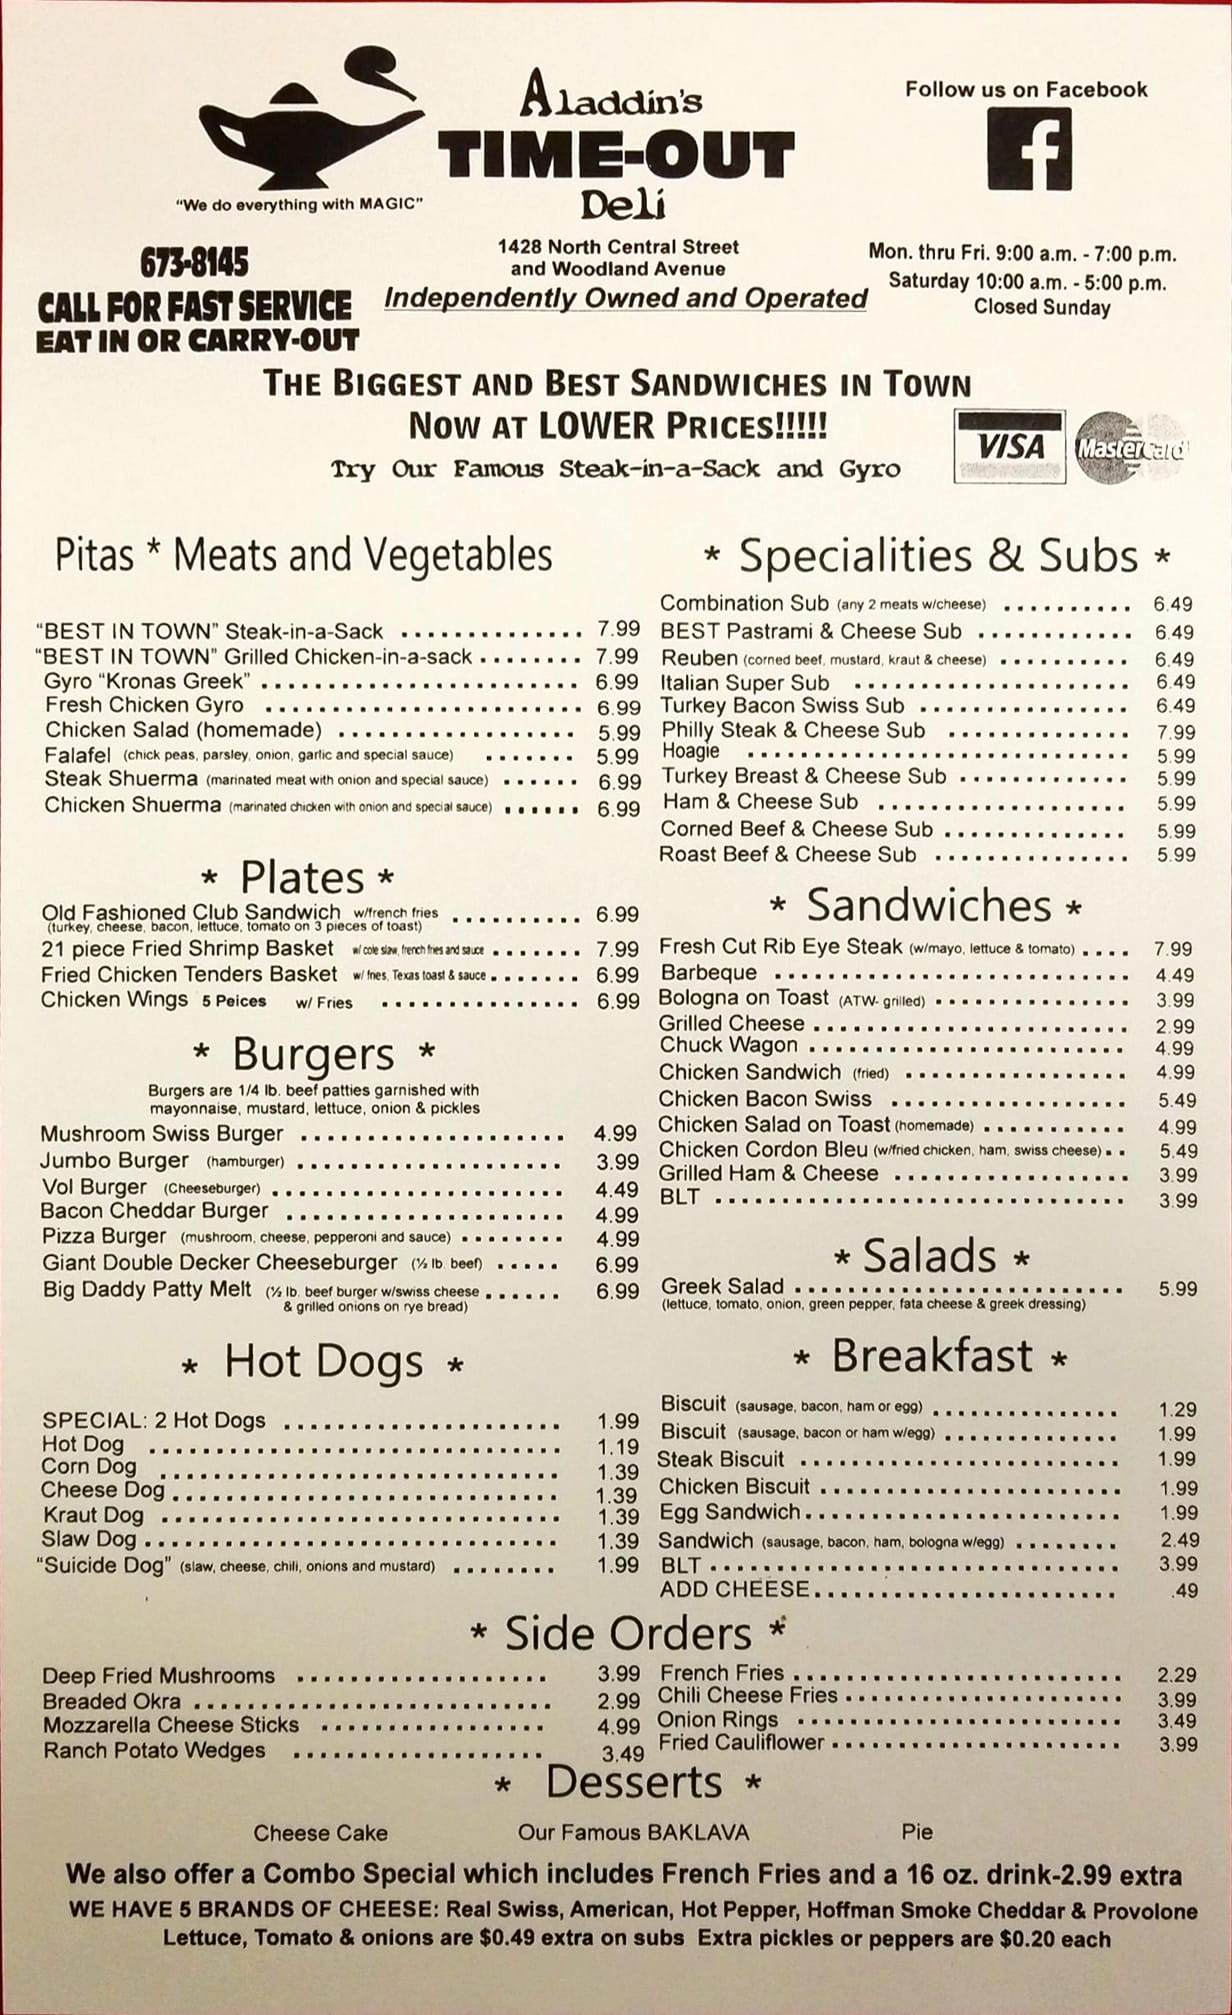 Aladdin's
TIME-OUT
Deli
"We do everything with MAGIC"
Follow us on Facebook
f
673-8145
CALL FOR FAST SERVICE
EAT IN OR CARRY-OUT
1428 North Central Street
and Woodland Avenue
Independently Owned and Operated
Mon. thru Fri. 9:00 a.m. - 7:00 p.m.
Saturday 10:00 a.m. - 5:00 p.m.
Closed Sunday
THE BIGGEST AND BEST SANDWICHES IN TOWN
NOW AT LOWER PRICES!!!!!
Try Our Famous Steak-in-a-Sack and Gyro
VISA
MasterCard
Pitas * Meats and Vegetables
"BEST IN TOWN" Steak-in-a-Sack .............. 7.99
"BEST IN TOWN" Grilled Chicken-in-a-sack ........ 7.99
Gyro "Kronas Greek" ........................ 6.99
Fresh Chicken Gyro ........................ 6.99
Chicken Salad (homemade) .................. 5.99
Falafel (chick peas, parsley, onion, garlic and special sauce) ....... 5.99
Steak Shuerma (marinated meat with onion and special sauce) ...... 6.99
Chicken Shuerma (marinated chicken with onion and special sauce) ...... 6.99
* Plates *
Old Fashioned Club Sandwich w/french fries .......... 6.99
(turkey, cheese, bacon, lettuce, tomato on 3 pieces of toast)
21 piece Fried Shrimp Basket w/ cole slaw, french fries and sauce ....... 7.99
Fried Chicken Tenders Basket w/ fries, Texas toast & sauce ....... 6.99
Chicken Wings 5 Peices w/ Fries ............... 6.99
* Burgers *
Burgers are 1/4 lb. beef patties garnished with
mayonnaise, mustard, lettuce, onion & pickles
Mushroom Swiss Burger .................... 4.99
Jumbo Burger (hamburger) .................... 3.99
Vol Burger (Cheeseburger) ...................... 4.49
Bacon Cheddar Burger ..................... 4.99
Pizza Burger (mushroom, cheese, pepperoni and sauce) ........ 4.99
Giant Double Decker Cheeseburger (½ lb. beef) ..... 6.99
Big Daddy Patty Melt (½ lb. beef burger w/swiss cheese ...... 6.99
& grilled onions on rye bread)
* Hot Dogs *
SPECIAL: 2 Hot Dogs ..................... 1.99
Hot Dog ............................... 1.19
Corn Dog .............................. 1.39
Cheese Dog ............................. 1.39
Kraut Dog .............................. 1.39
Slaw Dog ............................... 1.39
"Suicide Dog" (slaw, cheese, chili, onions and mustard) ........ 1.99
* Specialities & Subs *
Combination Sub (any 2 meats w/cheese) .......... 6.49
BEST Pastrami & Cheese Sub ............ 6.49
Reuben (corned beef, mustard, kraut & cheese) .......... 6.49
Italian Super Sub ..................... 6.49
Turkey Bacon Swiss Sub ................ 6.49
Philly Steak & Cheese Sub .............. 7.99
Hoagie ............................. 5.99
Turkey Breast & Cheese Sub ............. 5.99
Ham & Cheese Sub ................... 5.99
Corned Beef & Cheese Sub .............. 5.99
Roast Beef & Cheese Sub ............... 5.99
* Sandwiches *
Fresh Cut Rib Eye Steak (w/mayo, lettuce & tomato) .... 7.99
Barbeque ........................... 4.49
Bologna on Toast (ATW- grilled) ............... 3.99
Grilled Cheese ........................ 2.99
Chuck Wagon ........................ 4.99
Chicken Sandwich (fried) ................. 4.99
Chicken Bacon Swiss .................. 5.49
Chicken Salad on Toast (homemade) ........... 4.99
Chicken Cordon Bleu (w/fried chicken, ham, swiss cheese) .. 5.49
Grilled Ham & Cheese .................. 3.99
BLT ............................... 3.99
* Salads *
Greek Salad ......................... 5.99
(lettuce, tomato, onion, green pepper, fata cheese & greek dressing)
* Breakfast *
Biscuit (sausage, bacon, ham or egg) .............. 1.29
Biscuit (sausage, bacon or ham w/egg) ............. 1.99
Steak Biscuit ........................ 1.99
Chicken Biscuit ....................... 1.99
Egg Sandwich ........................ 1.99
Sandwich (sausage, bacon, ham, bologna w/egg) ........ 2.49
BLT ............................... 3.99
ADD CHEESE ....................... .49
* Side Orders *
Deep Fried Mushrooms ................... 3.99
Breaded Okra ........................... 2.99
Mozzarella Cheese Sticks ................. 4.99
Ranch Potato Wedges ................... 3.49
French Fries ......................... 2.29
Chili Cheese Fries ..................... 3.99
Onion Rings ......................... 3.49
Fried Cauliflower ...................... 3.99
* Desserts *
Cheese Cake Our Famous BAKLAVA Pie
We also offer a Combo Special which includes French Fries and a 16 oz. drink-2.99 extra
WE HAVE 5 BRANDS OF CHEESE: Real Swiss, American, Hot Pepper, Hoffman Smoke Cheddar & Provolone
Lettuce, Tomato & onions are $0.49 extra on subs Extra pickles or peppers are $0.20 each